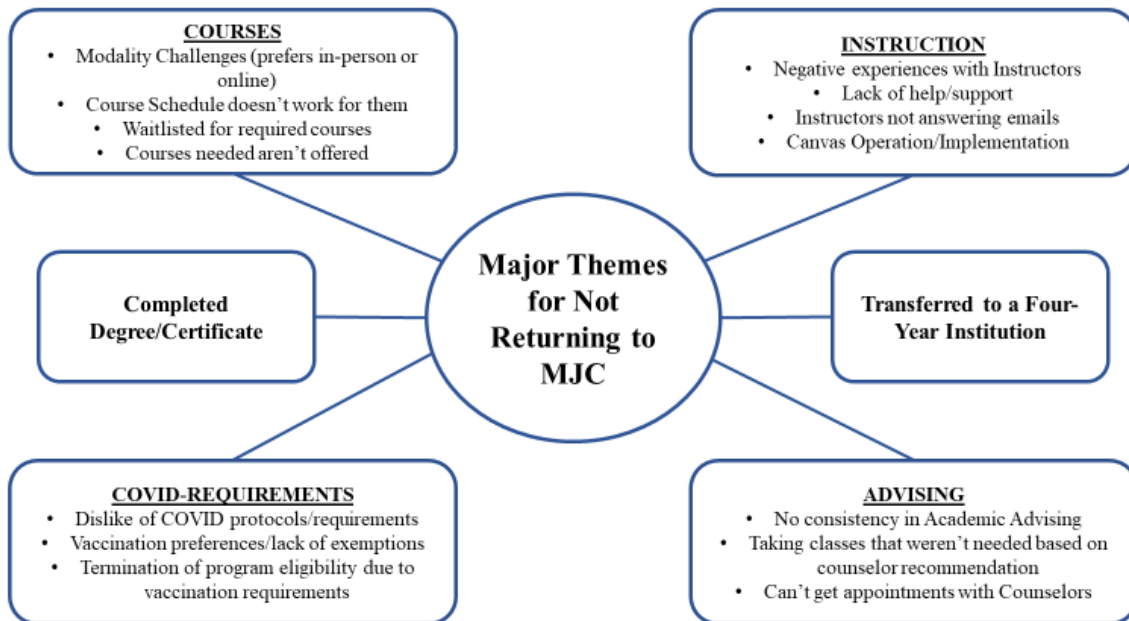 COURSES
• Modality Challenges (prefers in-person or
online)
• Course Schedule doesn't work for them
• Waitlisted for required courses
• Courses needed aren't offered
INSTRUCTION
• Negative experiences with Instructors
• Lack of help/support
• Instructors not answering emails
• Canvas Operation/Implementation
Completed
Degree/Certificate
Major Themes
for Not
Returning to
MJC
Transferred to a Four-
Year Institution
COVID-REQUIREMENTS
• Dislike of COVID protocols/requirements
• Vaccination preferences/lack of exemptions
• Termination of program eligibility due to
vaccination requirements
ADVISING
• No consistency in Academic Advising
• Taking classes that weren't needed based on
counselor recommendation
• Can't get appointments with Counselors